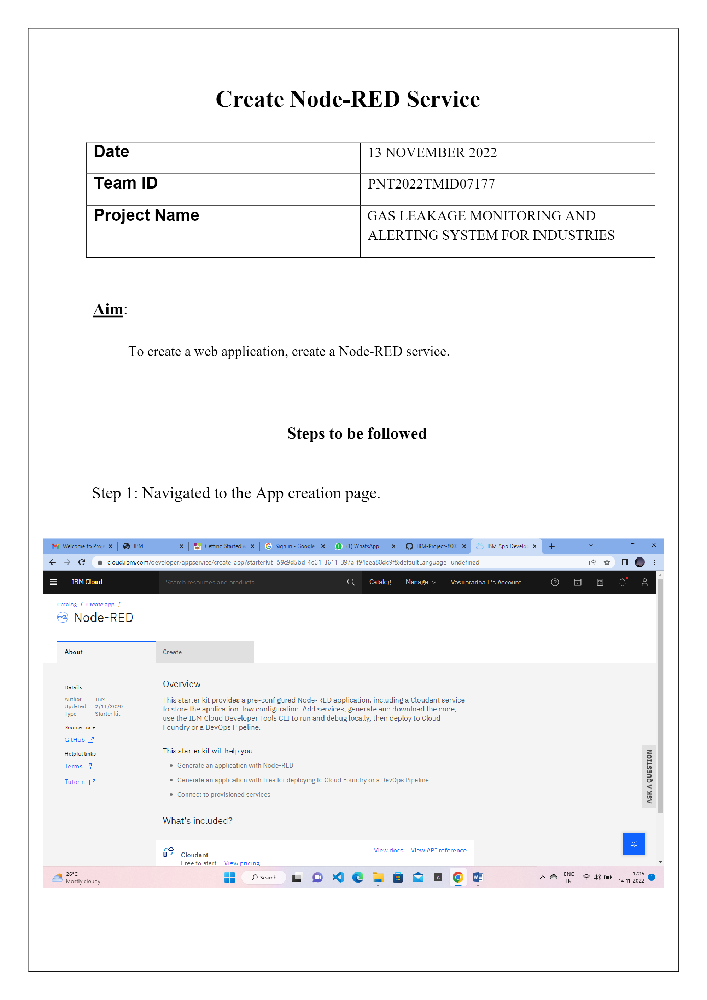 Create Node-RED Service
Date
13 NOVEMBER 2022
Team ID
PNT2022TMID07177
Project Name
GAS LEAKAGE MONITORING AND
ALERTING SYSTEM FOR INDUSTRIES
Aim:
To create a web application, create a Node-RED service.
Steps to be followed
Step 1: Navigated to the App creation page.
Welcome to Proj IBM Getting Started w Sign in - Google (1) WhatsApp IBM-Project-800 IBM App Develop
cloud.ibm.com/developer/appservice/create-app?starterKit=59c9d5bd-4d31-3611-897a-f94eea80dc9f&defaultLanguage=undefined
IBM Cloud Search resources and products... Catalog Manage Vasupradha E's Account
Catalog / Create app /
Node-RED
About Create
Details
Author IBM
Updated 2/11/2020
Type Starter kit
Source code
GitHub
Helpful links
Terms
Tutorial
Overview
This starter kit provides a pre-configured Node-RED application, including a Cloudant service
to store the application flow configuration. Add services, generate and download the code,
use the IBM Cloud Developer Tools CLI to run and debug locally, then deploy to Cloud
Foundry or a DevOps Pipeline.
This starter kit will help you
• Generate an application with Node-RED
• Generate an application with files for deploying to Cloud Foundry or a DevOps Pipeline
• Connect to provisioned services
What's included?
Cloudant
View docs View API reference
Free to start View pricing
ASK A QUESTION
26°C
Mostly cloudy
Search
A
ENG
IN
17:15
14-11-2022
1